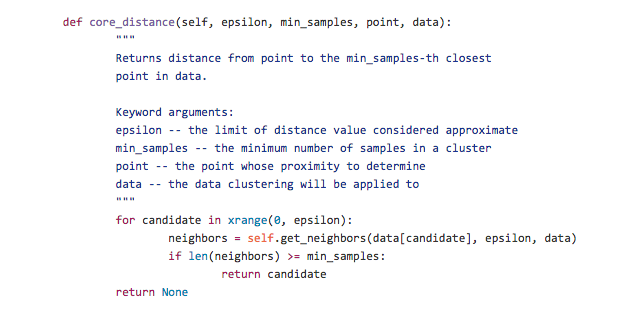 def core_distance(self, epsilon, min_samples, point, data):
"""
Returns distance from point to the min_samples-th closest
point in data.
Keyword arguments:
epsilon -- the limit of distance value considered approximate
min_samples -- the minimum number of samples in a cluster
point -- the point whose proximity to determine
data -- the data clustering will be applied to
"""
for candidate in xrange(0, epsilon):
neighbors = self.get_neighbors(data[candidate], epsilon, data)
if len(neighbors) >= min_samples:
return candidate
return None